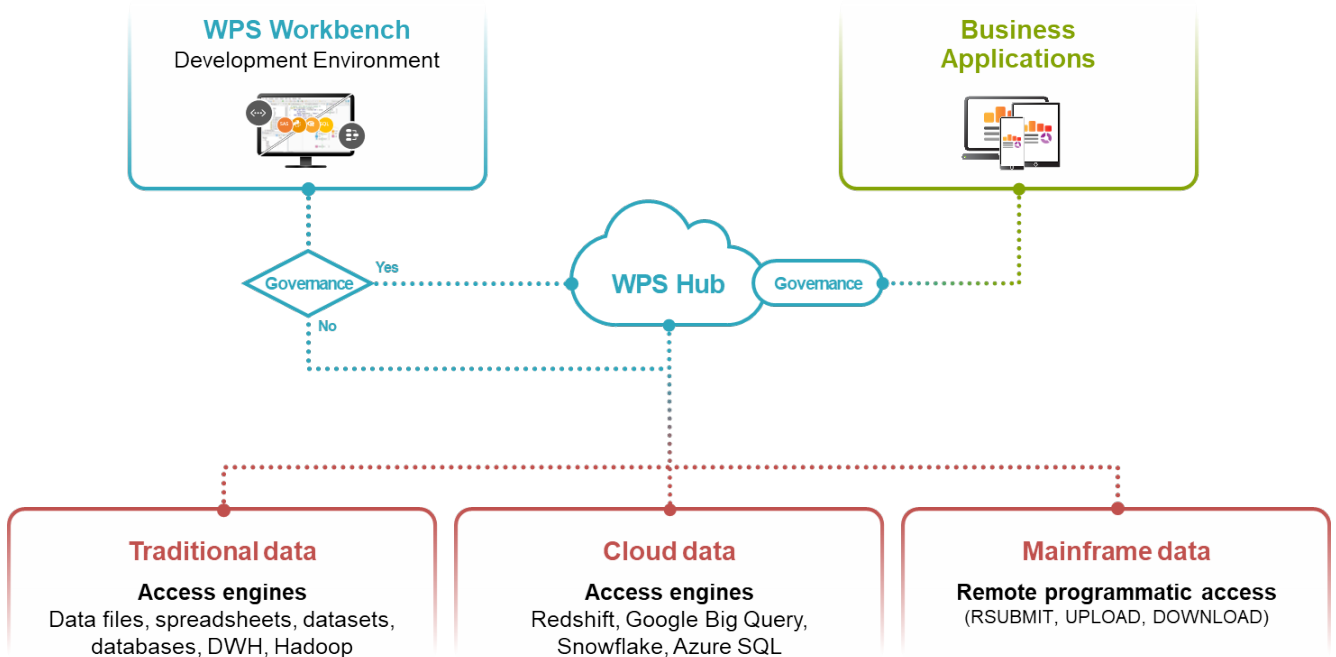 WPS Workbench
Development Environment
Business
Applications
Governance
Yes
No
WPS Hub
Governance
Traditional data
Access engines
Data files, spreadsheets, datasets,
databases, DWH, Hadoop
Cloud data
Access engines
Redshift, Google Big Query,
Snowflake, Azure SQL
Mainframe data
Remote programmatic access
(RSUBMIT, UPLOAD, DOWNLOAD)